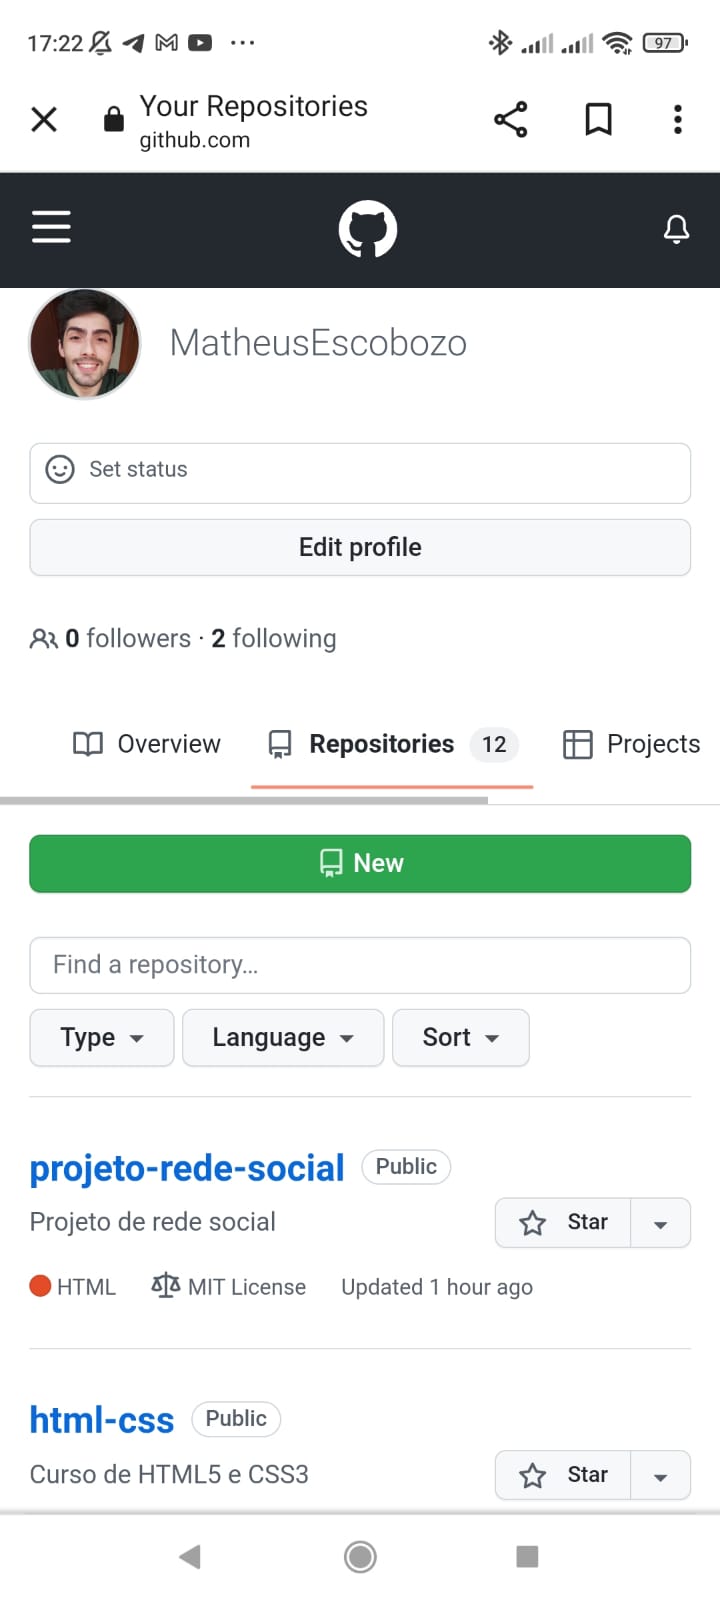 17:22
97
Your Repositories
github.com
MatheusEscobozo
Set status
Edit profile
0 followers · 2 following
Overview Repositories 12 Projects
New
Find a repository...
Type Language Sort
projeto-rede-social Public
Projeto de rede social
Star
HTML MIT License Updated 1 hour ago
html-css Public
Curso de HTML5 e CSS3
Star